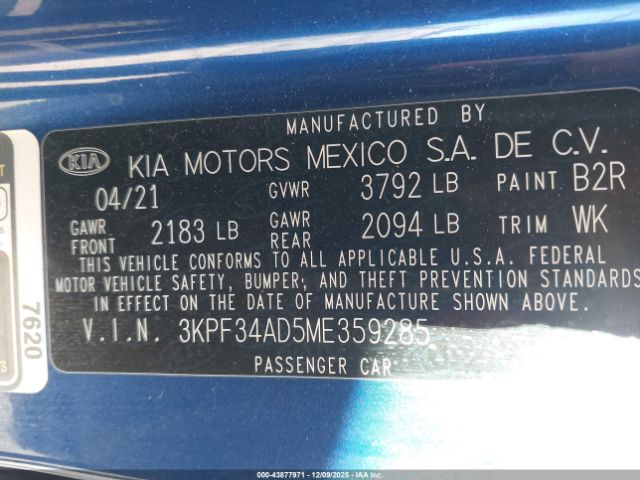 MANUFACTURED BY
KIA KIA MOTORS MEXICO S.A. DE C.V.
04/21 GVWR 3792 LB PAINT B2R
GAWR FRONT 2183 LB GAWR REAR 2094 LB TRIM WK
THIS VEHICLE CONFORMS TO ALL APPLICABLE U.S.A. FEDERAL
MOTOR VEHICLE SAFETY, BUMPER, AND THEFT PREVENTION STANDARDS
IN EFFECT ON THE DATE OF MANUFACTURE SHOWN ABOVE.
V.I.N. 3KPF34AD5ME359285
PASSENGER CAR
7620
000-43877971 - 12/09/2025 - IAAI.COM